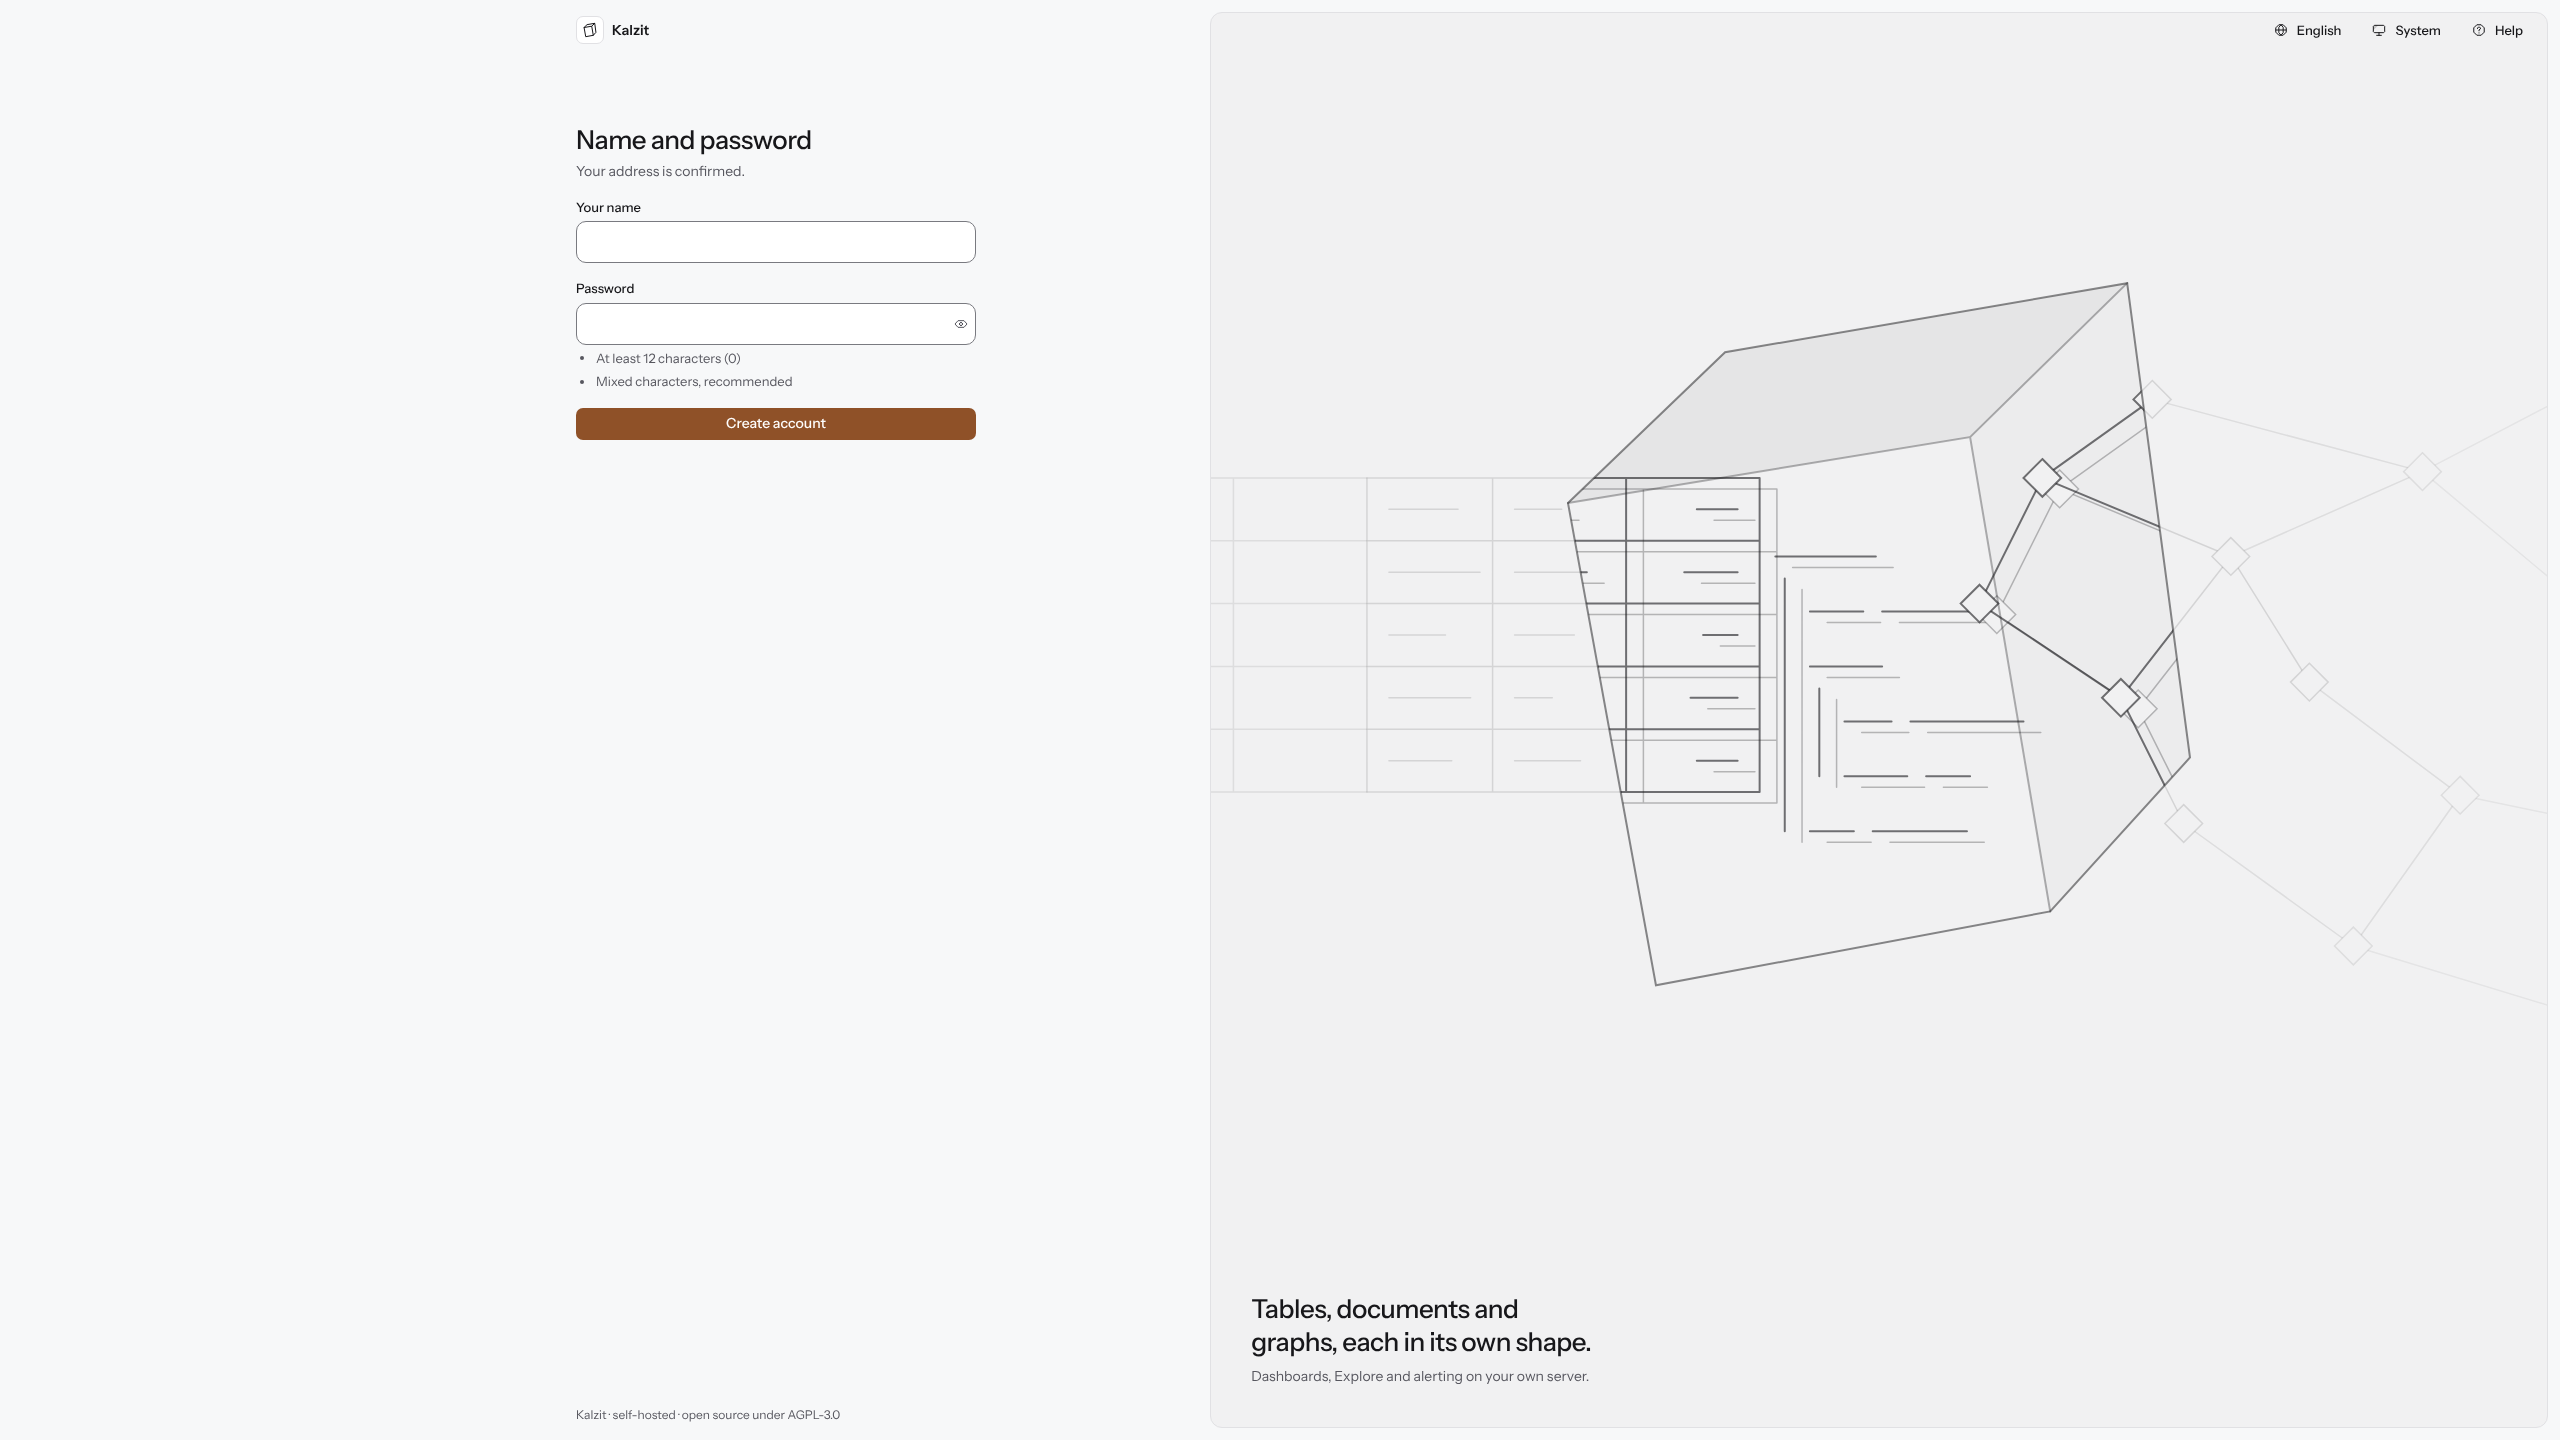 Kalzit
English
System
Help
Name and password
Your address is confirmed.
Your name
Password
At least 12 characters (0)
Mixed characters, recommended
Create account
Tables, documents and
graphs, each in its own shape.
Dashboards, Explore and alerting on your own server.
Kalzit · self-hosted · open source under AGPL-3.0